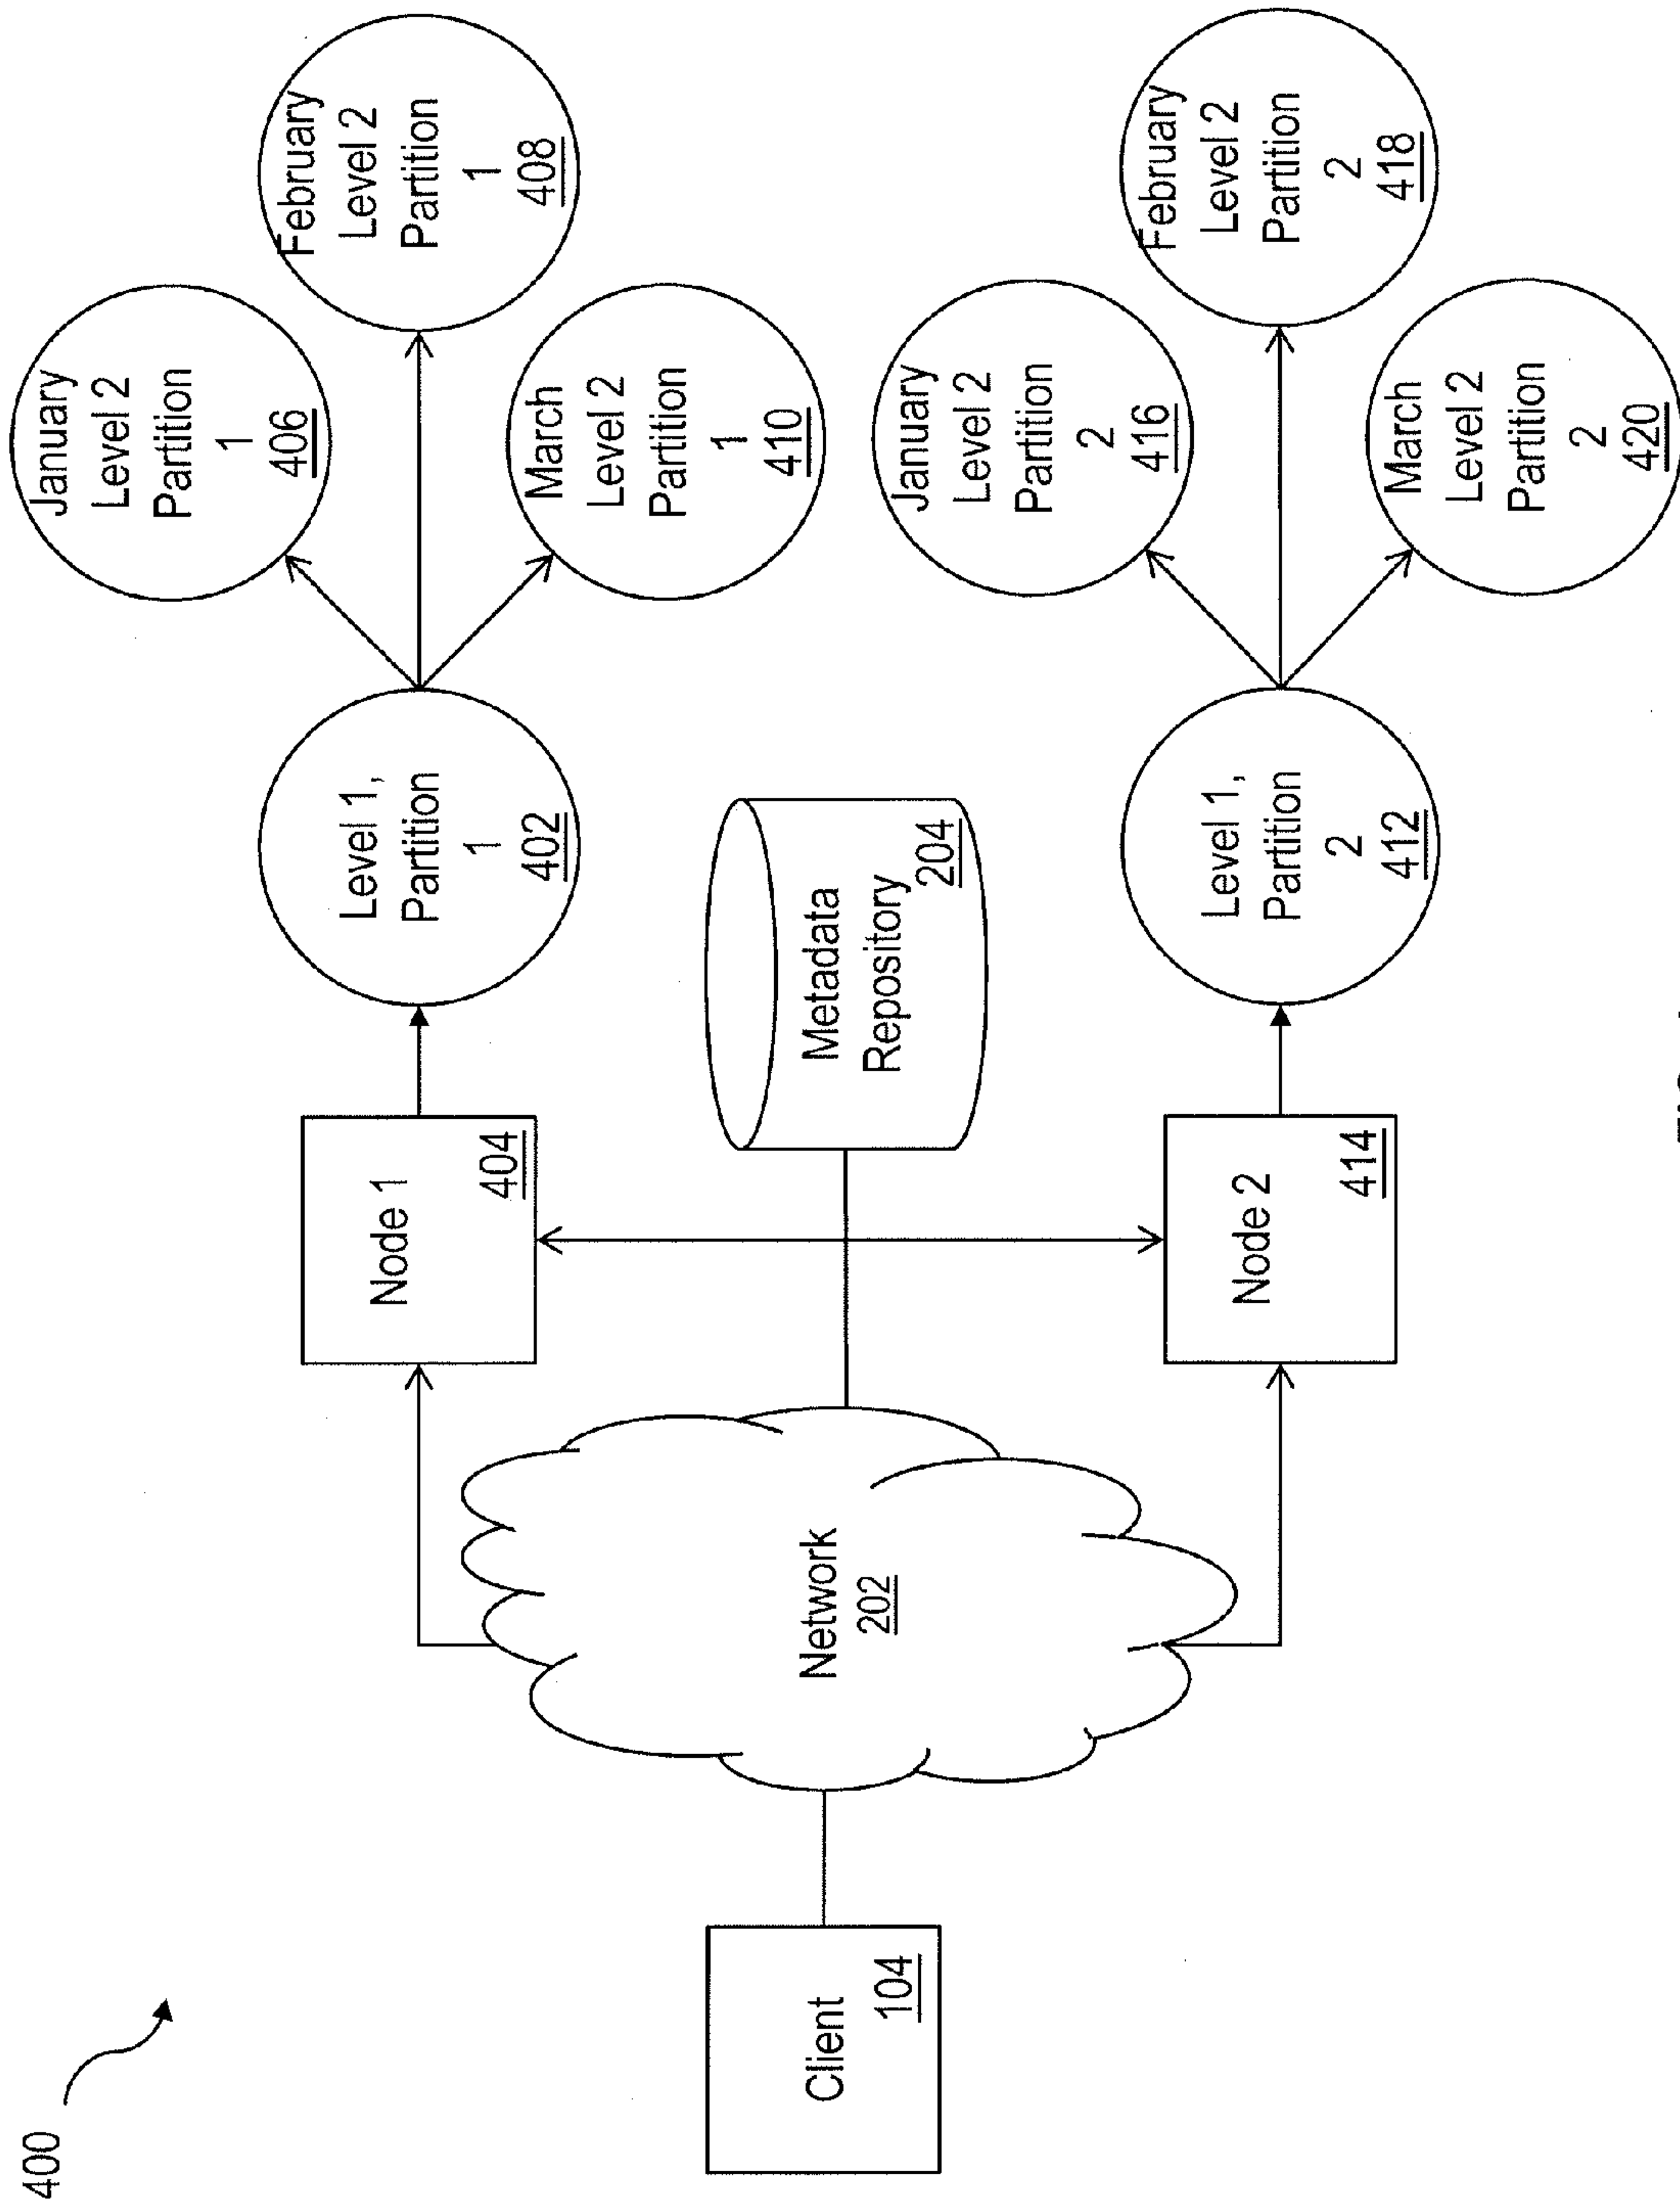 400
Client
104
Network
202
Node 1
404
Node 2
414
Metadata
Repository
204
Level 1,
Partition
1
402
Level 1,
Partition
2
412
January
Level 2
Partition
1
406
February
Level 2
Partition
1
408
March
Level 2
Partition
1
410
January
Level 2
Partition
2
416
February
Level 2
Partition
2
418
March
Level 2
Partition
2
420